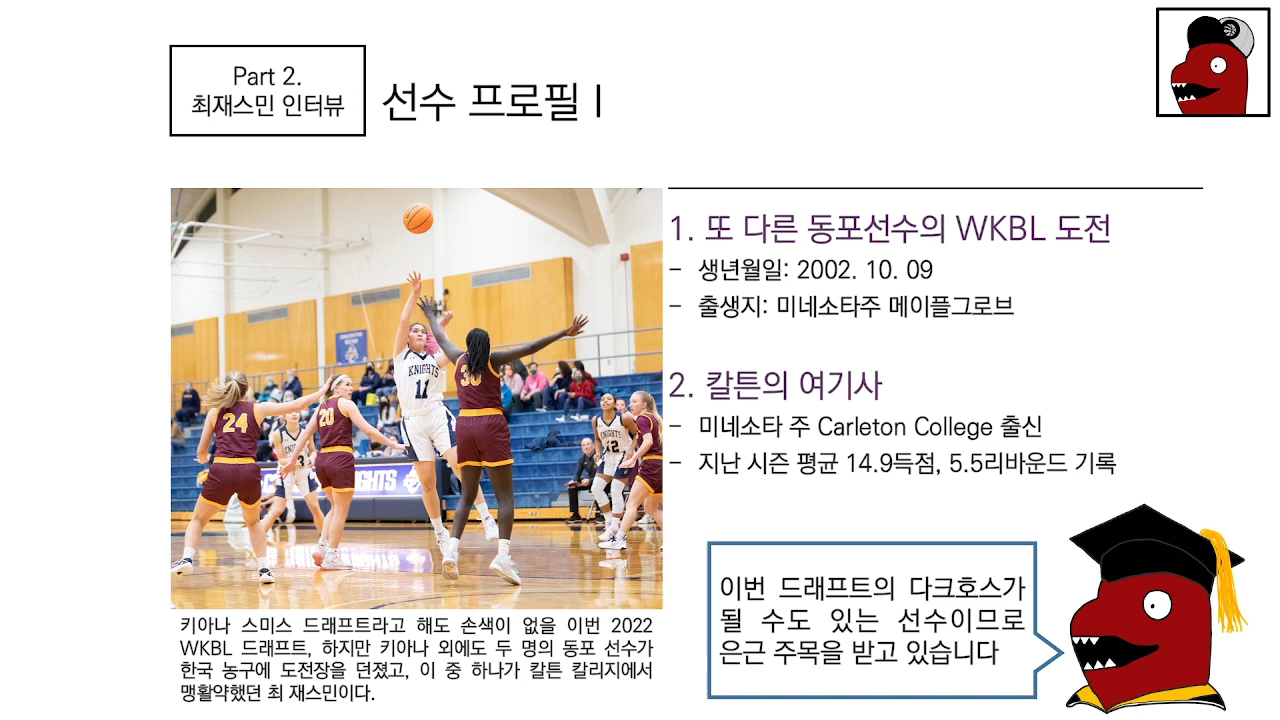 Part 2.
최재스민 인터뷰
선수 프로필 I
1. 또 다른 동포선수의 WKBL 도전
- 생년월일: 2002. 10. 09
- 출생지: 미네소타주 메이플그로브
2. 칼튼의 여기사
- 미네소타 주 Carleton College 출신
- 지난 시즌 평균 14.9득점, 5.5리바운드 기록
KNIGHTS
11
30
24
20
KNIGHTS
12
3
KNIGHTS
키아나 스미스 드래프트라고 해도 손색이 없을 이번 2022
WKBL 드래프트, 하지만 키아나 외에도 두 명의 동포 선수가
한국 농구에 도전장을 던졌고, 이 중 하나가 칼튼 칼리지에서
맹활약했던 최 재스민이다.
이번 드래프트의 다크호스가
될 수도 있는 선수이므로
은근 주목을 받고 있습니다